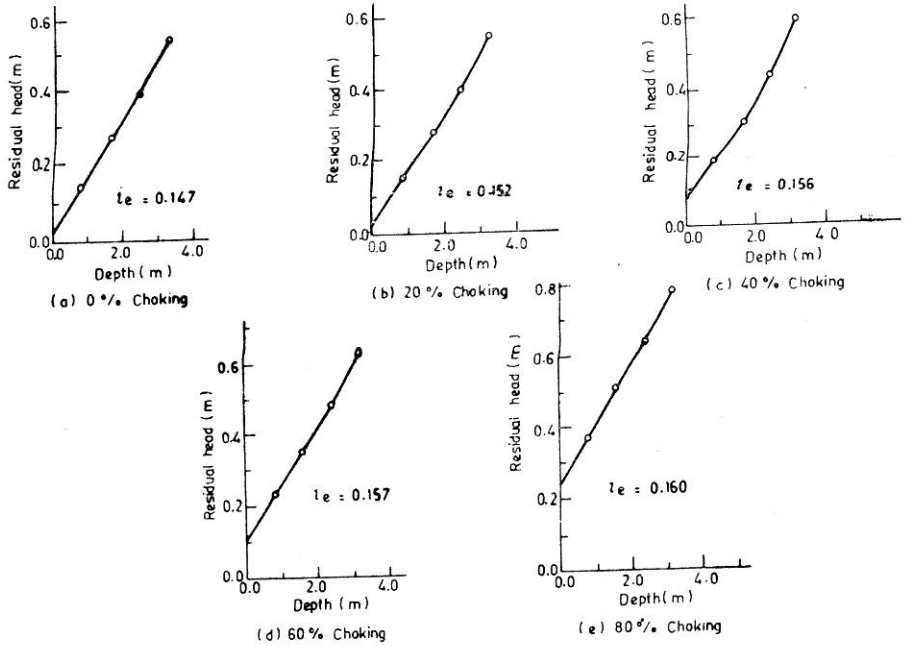 0.6
0.4
0.2
0.0
Residual head(m)
ie = 0.147
0.0 2.0 4.0
Depth(m)
(a) 0% Choking
0.6
0.4
0.2
0.0
Residual head(m)
ie = 0.152
0.0 2.0 4.0
Depth(m)
(b) 20% Choking
0.6
0.4
0.2
0.0
Residual head(m)
ie = 0.156
0.0 2.0 4.0
Depth(m)
(c) 40% Choking
0.6
0.4
0.2
0.0
Residual head(m)
ie = 0.157
0.0 2.0 4.0
Depth(m)
(d) 60% Choking
0.8
0.6
0.4
0.2
0.0
Residual head(m)
ie = 0.160
0.0 2.0 4.0
Depth(m)
(e) 80% Choking